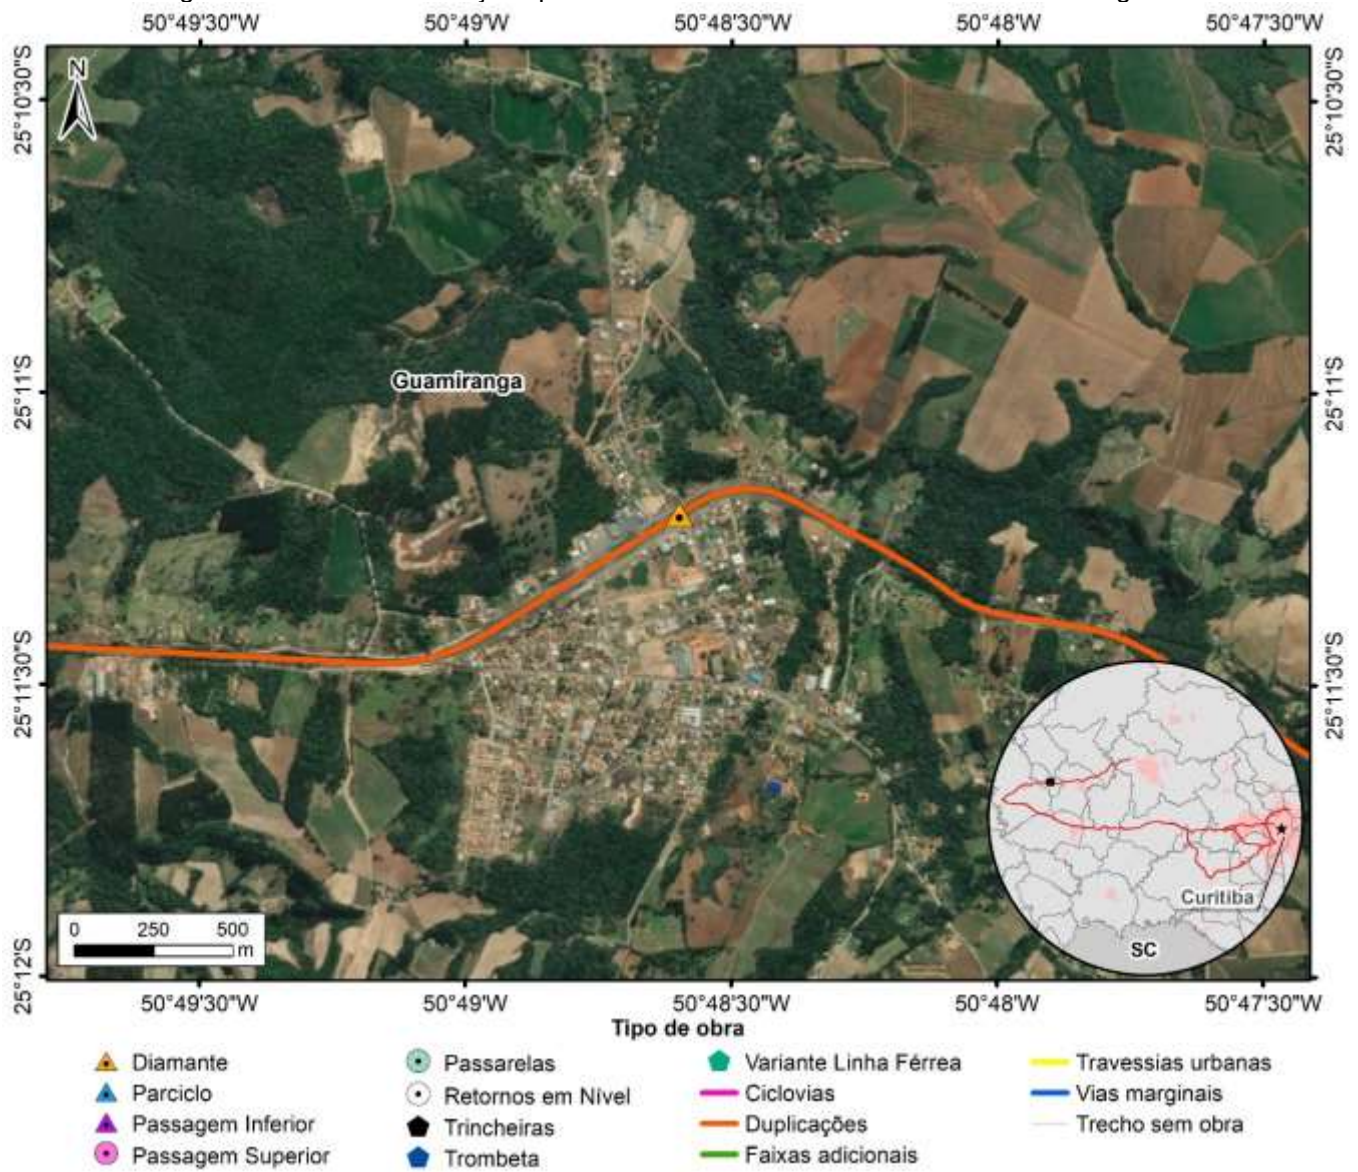 50°49'30"W 50°49'W 50°48'30"W 50°48'W 50°47'30"W
25°10'30"S 25°10'30"S
N
25°11'S 25°11'S
Guamiranga
25°11'30"S 25°11'30"S
Curitiba
SC
0 250 500
m
25°12'S
50°49'30"W 50°49'W 50°48'30"W 50°48'W 50°47'30"W
Tipo de obra
Diamante Passarelas Variante Linha Férrea Travessias urbanas
Parciclo Retornos em Nível Ciclovias Vias marginais
Passagem Inferior Trincheiras Duplicações Trecho sem obra
Passagem Superior Trombeta Faixas adicionais